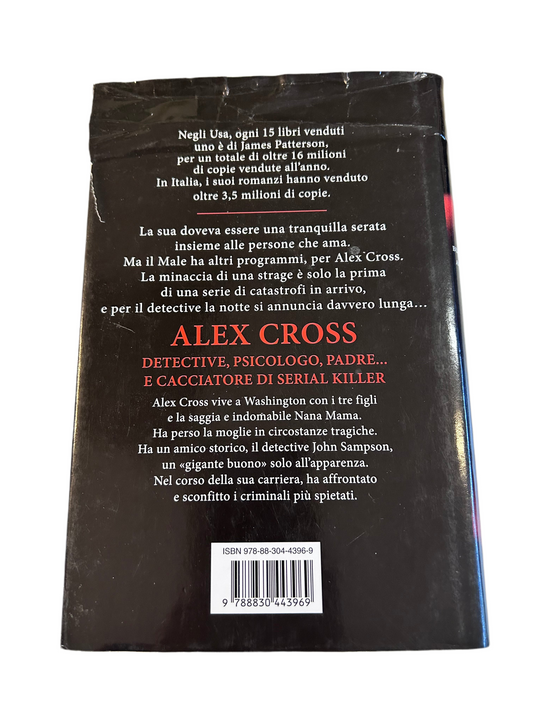 Negli Usa, ogni 15 libri venduti
uno è di James Patterson,
per un totale di oltre 16 milioni
di copie vendute all'anno.
In Italia, i suoi romanzi hanno venduto
oltre 3,5 milioni di copie.
La sua doveva essere una tranquilla serata
insieme alle persone che ama.
Ma il Male ha altri programmi, per Alex Cross.
La minaccia di una strage è solo la prima
di una serie di catastrofi in arrivo,
e per il detective la notte si annuncia davvero lunga…
ALEX CROSS
DETECTIVE, PSICOLOGO, PADRE...
E CACCIATORE DI SERIAL KILLER
Alex Cross vive a Washington con i tre figli
e la saggia e indomabile Nana Mama.
Ha perso la moglie in circostanze tragiche.
Ha un amico storico, il detective John Sampson,
un «gigante buono» solo all'apparenza.
Nel corso della sua carriera, ha affrontato
e sconfitto i criminali più spietati.
ISBN 978-88-304-4396-9
9 788830 443969